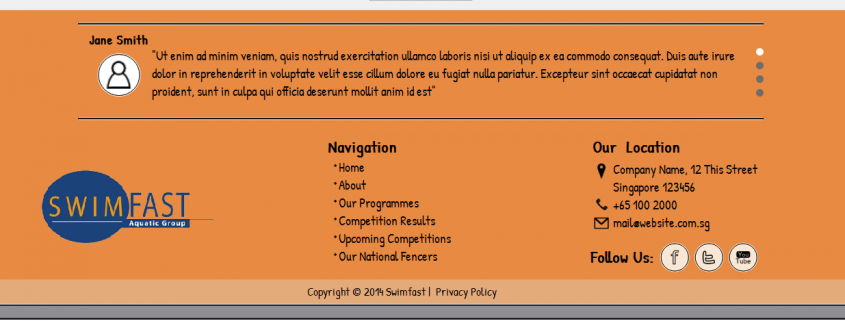 Jane Smith
"Ut enim ad minim veniam, quis nostrud exercitation ullamco laboris nisi ut aliquip ex ea commodo consequat. Duis aute irure
dolor in reprehenderit in voluptate velit esse cillum dolore eu fugiat nulla pariatur. Excepteur sint occaecat cupidatat non
proident, sunt in culpa qui officia deserunt mollit anim id est"
SWIMFAST
Aquatic Group
Navigation
• Home
• About
• Our Programmes
• Competition Results
• Upcoming Competitions
• Our National Fencers
Our Location
Company Name, 12 This Street
Singapore 123456
+65 100 2000
mail@website.com.sg
Follow Us:
f
t
You
Tube
Copyright © 2014 Swimfast | Privacy Policy